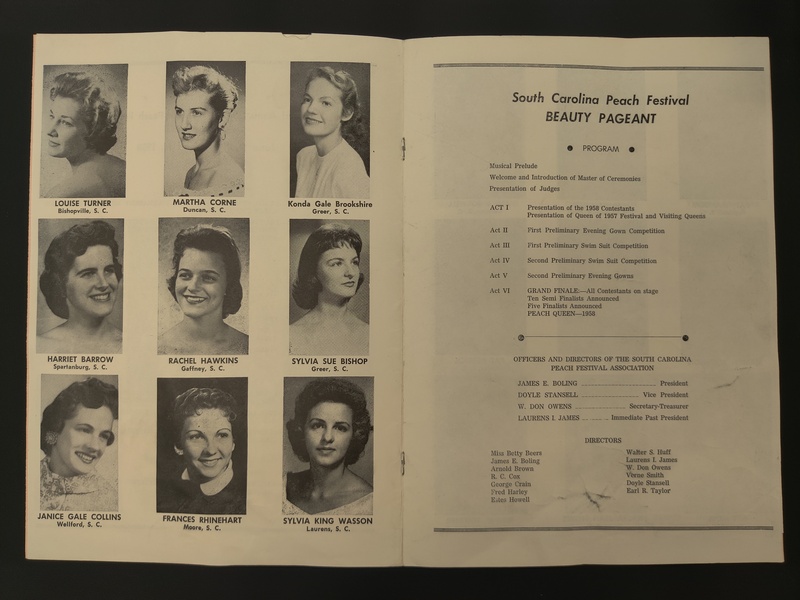 LOUISE TURNER
Bishopville, S. C.
MARTHA CORNE
Duncan, S. C.
Konda Gale Brookshire
Greer, S. C.
HARRIET BARROW
Spartanburg, S. C.
RACHEL HAWKINS
Gaffney, S. C.
SYLVIA SUE BISHOP
Greer, S. C.
JANICE GALE COLLINS
Wellford, S. C.
FRANCES RHINEHART
Moore, S. C.
SYLVIA KING WASSON
Laurens, S. C.
South Carolina Peach Festival
BEAUTY PAGEANT
● PROGRAM ●
Musical Prelude
Welcome and Introduction of Master of Ceremonies
Presentation of Judges
ACT I Presentation of the 1958 Contestants
Presentation of Queen of 1957 Festival and Visiting Queens
Act II First Preliminary Evening Gown Competition
Act III First Preliminary Swim Suit Competition
Act IV Second Preliminary Swim Suit Competition
Act V Second Preliminary Evening Gowns
Act VI GRAND FINALE:—All Contestants on stage
Ten Semi Finalists Announced
Five Finalists Announced
PEACH QUEEN—1958
OFFICERS AND DIRECTORS OF THE SOUTH CAROLINA
PEACH FESTIVAL ASSOCIATION
JAMES E. BOLING ........ President
DOYLE STANSELL ........ Vice President
W. DON OWENS ........ Secretary-Treasurer
LAURENS I. JAMES ........ Immediate Past President
DIRECTORS
Miss Betty Beers
James E. Boling
Arnold Brown
R. C. Cox
George Crain
Fred Harley
Estes Howell
Walter S. Huff
Laurens I. James
W. Don Owens
Verne Smith
Doyle Stansell
Earl R. Taylor